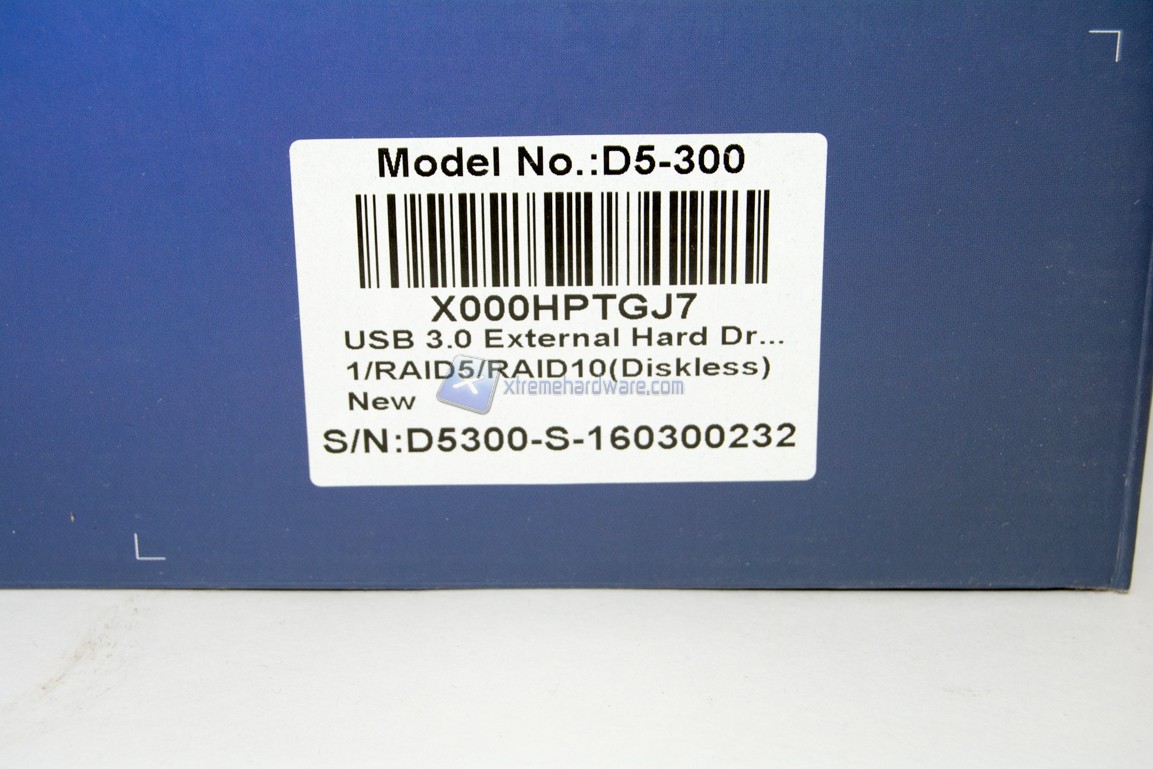 Model No.:D5-300
X000HPTGJ7
USB 3.0 External Hard Dr...
1/RAID5/RAID10(Diskless)
xtremehardware.com
New
S/N:D5300-S-160300232